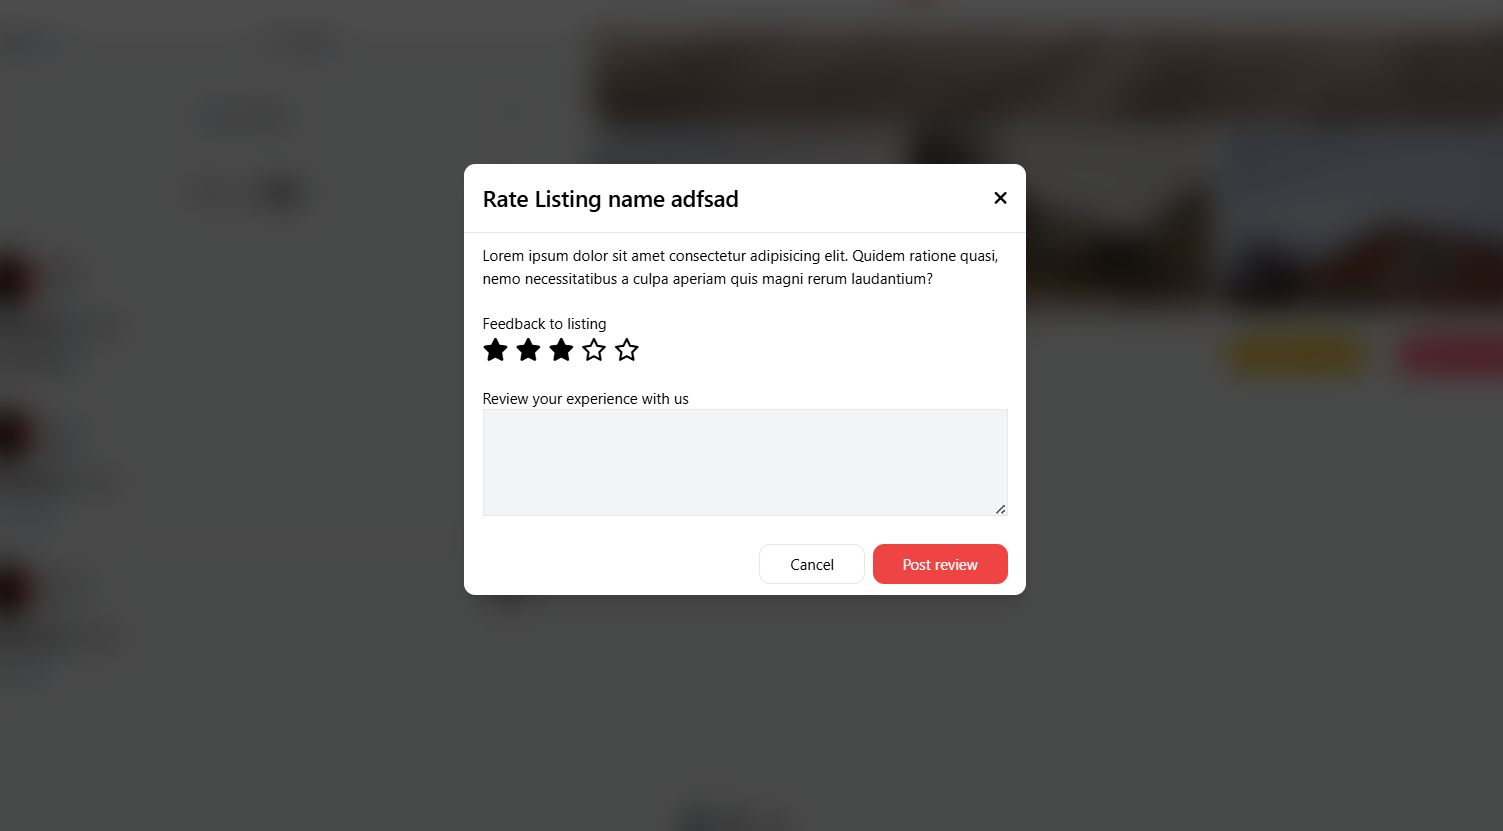 Rate Listing name adfsad
Lorem ipsum dolor sit amet consectetur adipisicing elit. Quidem ratione quasi,
nemo necessitatibus a culpa aperiam quis magni rerum laudantium?
Feedback to listing
Review your experience with us
Cancel
Post review